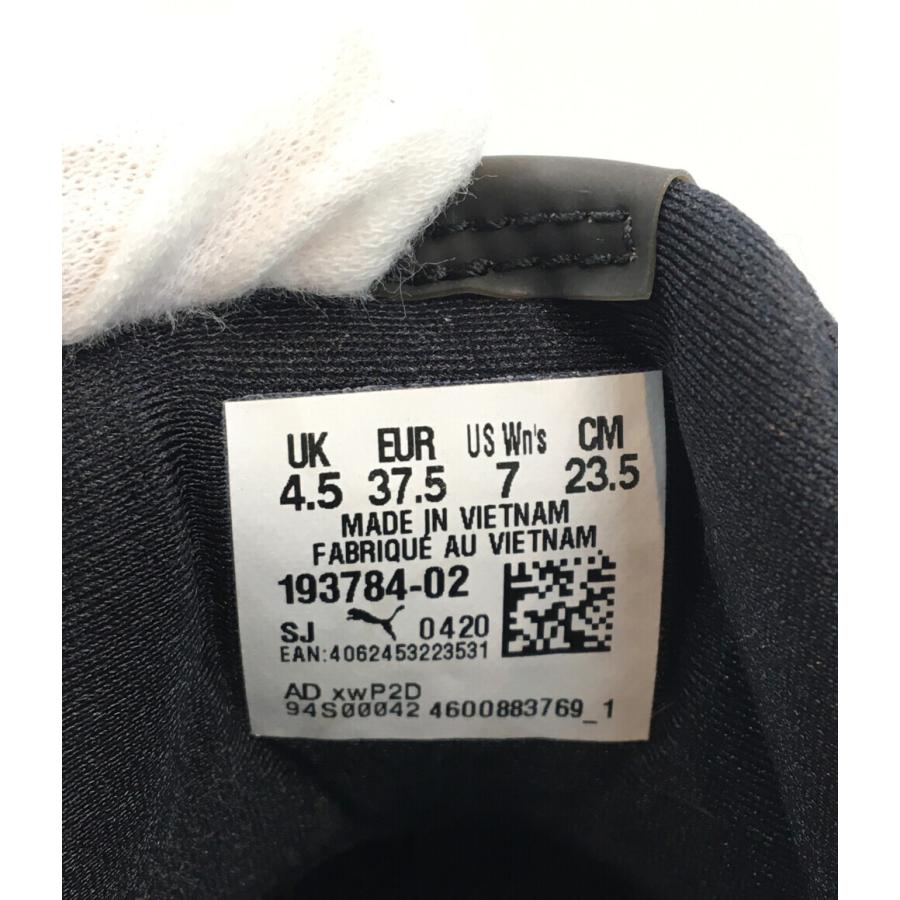 UK EUR US Wn's CM
4.5 37.5 7 23.5
MADE IN VIETNAM
FABRIQUÉ AU VIETNAM
193784-02
SJ 0420
EAN:4062453223531
AD xwP2D
94S00042 4600883769_1